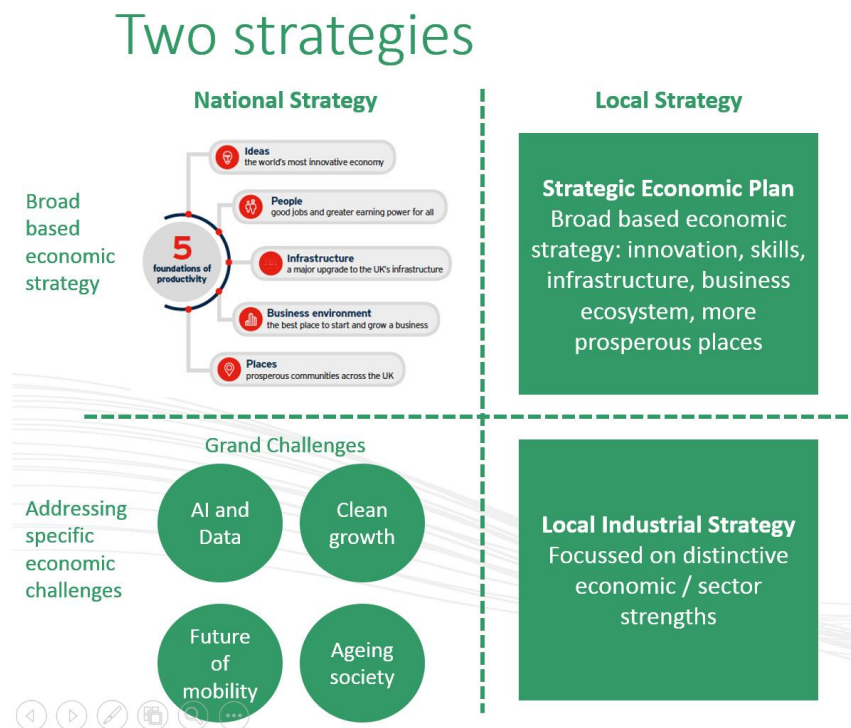 Two strategies
National Strategy
Local Strategy
Broad
based
economic
strategy
5
foundations of
productivity
Ideas
the world's most innovative economy
People
good jobs and greater earning power for all
Infrastructure
a major upgrade to the UK's infrastructure
Business environment
the best place to start and grow a business
Places
prosperous communities across the UK
Strategic Economic Plan
Broad based economic
strategy: innovation, skills,
infrastructure, business
ecosystem, more
prosperous places
Addressing
specific
economic
challenges
Grand Challenges
AI and
Data
Clean
growth
Future
of
mobility
Ageing
society
Local Industrial Strategy
Focussed on distinctive
economic / sector
strengths